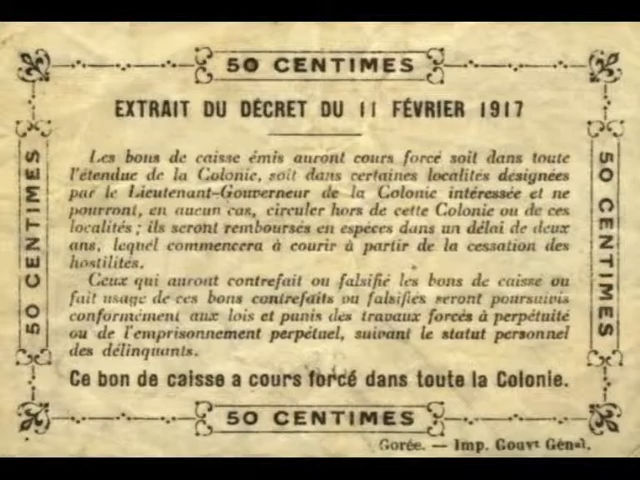 50 CENTIMES
EXTRAIT DU DÉCRET DU 11 FÉVRIER 1917
Les bons de caisse émis auront cours forcé soit dans toute
l'étendue de la Colonie, soit dans certaines localités désignées
par le Lieutenant-Gouverneur de la Colonie intéressée et ne
pourront, en aucun cas, circuler hors de cette Colonie ou de ces
localités ; ils seront remboursés en espèces dans un délai de deux
ans, lequel commencera à courir à partir de la cessation des
hostilités.
Ceux qui auront contrefait ou falsifié les bons de caisse ou
fait usage de ces bons contrefaits ou falsifiés seront poursuivis
conformément aux lois et punis des travaux forcés à perpétuité
ou de l'emprisonnement perpétuel, suivant le statut personnel
des délinquants.
Ce bon de caisse a cours forcé dans toute la Colonie.
50 CENTIMES
50 CENTIMES
50 CENTIMES
Gorée. — Imp. Gouvt Génal.